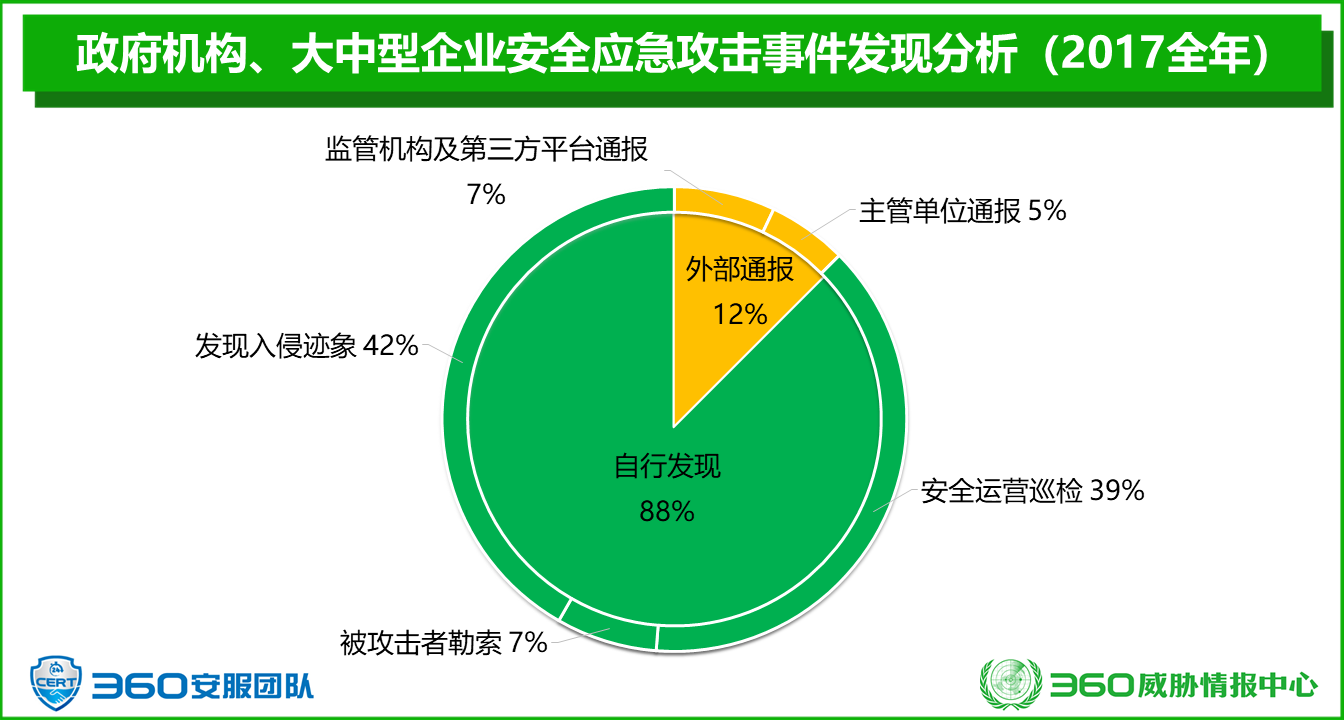 政府机构、大中型企业安全应急攻击事件发现分析（2017全年）
监管机构及第三方平台通报
7%
主管单位通报 5%
外部通报
12%
发现入侵迹象 42%
自行发现
88%
安全运营巡检 39%
被攻击者勒索 7%
24
CERT
360安服团队
360威胁情报中心